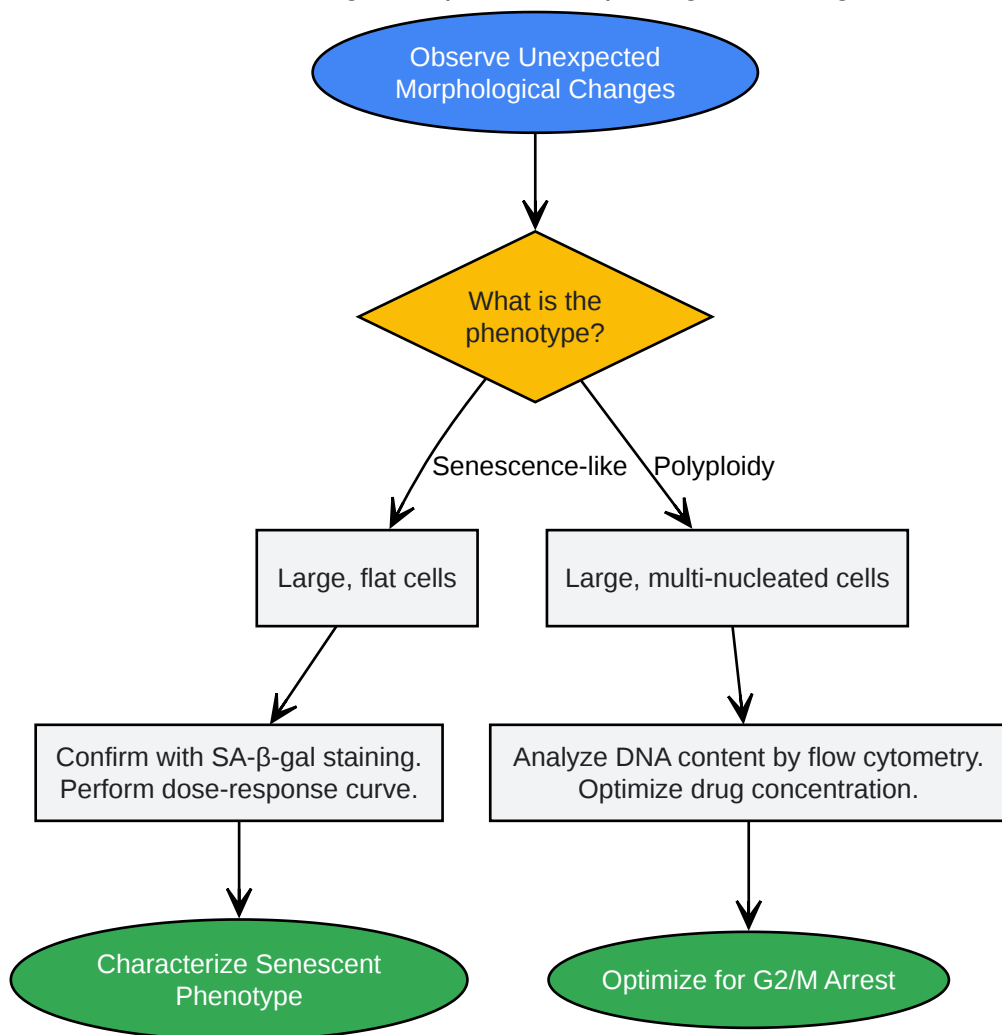 Observe Unexpected
Morphological Changes
What is the
phenotype?
Senescence-like
Polyploidy
Large, flat cells
Large, multi-nucleated cells
Confirm with SA-β-gal staining.
Perform dose-response curve.
Analyze DNA content by flow cytometry.
Optimize drug concentration.
Characterize Senescent
Phenotype
Optimize for G2/M Arrest